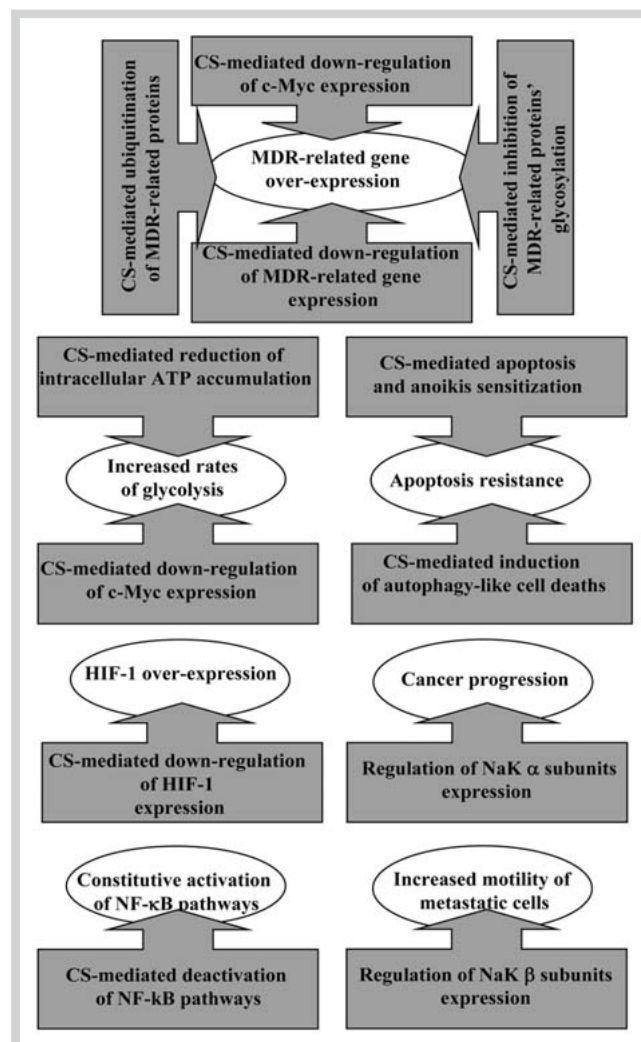 CS-mediated down-regulation
of c-Myc expression
CS-mediated ubiquitination
of MDR-related proteins
MDR-related gene
over-expression
CS-mediated inhibition of
MDR-related proteins'
glycosylation
CS-mediated down-regulation
of MDR-related gene
expression
CS-mediated reduction of
intracellular ATP accumulation
Increased rates
of glycolysis
CS-mediated down-regulation
of c-Myc expression
CS-mediated apoptosis
and anoikis sensitization
Apoptosis resistance
CS-mediated induction
of autophagy-like cell deaths
HIF-1 over-expression
CS-mediated down-regulation
of HIF-1
expression
Cancer progression
Regulation of NaK α subunits
expression
Constitutive activation
of NF-κB pathways
CS-mediated deactivation
of NF-kB pathways
Increased motility of
metastatic cells
Regulation of NaK β subunits
expression